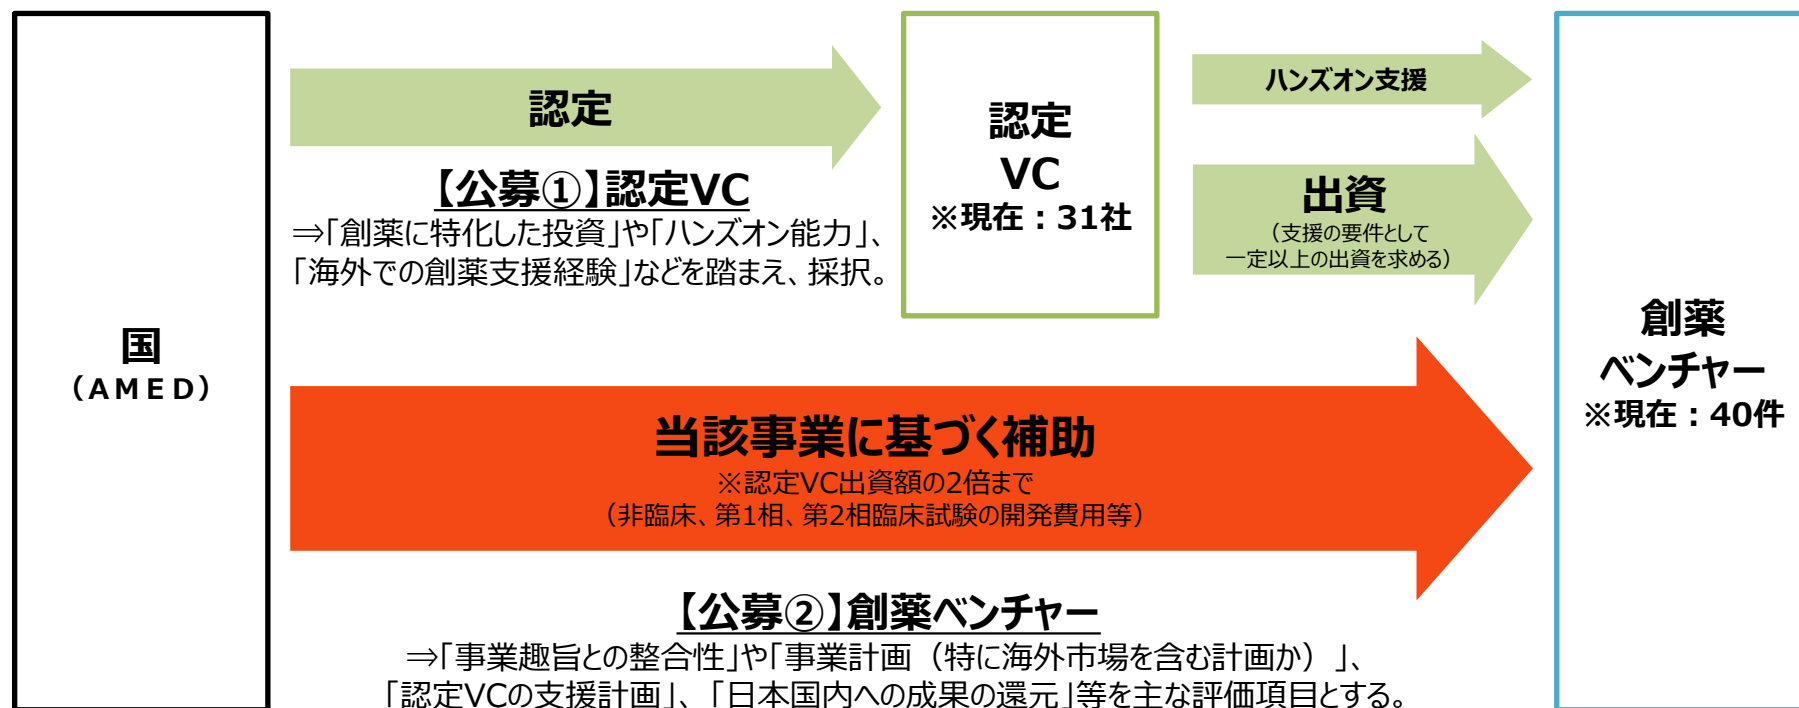 国
（ＡＭＥＤ）
認定
【公募①】認定VC
⇒「創薬に特化した投資」や「ハンズオン能力」、
「海外での創薬支援経験」などを踏まえ、採択。
認定
VC
※現在：31社
ハンズオン支援
出資
（支援の要件として
一定以上の出資を求める）
当該事業に基づく補助
※認定VC出資額の2倍まで
（非臨床、第1相、第2相臨床試験の開発費用等）
【公募②】創薬ベンチャー
⇒「事業趣旨との整合性」や「事業計画（特に海外市場を含む計画か）」、
「認定VCの支援計画」、「日本国内への成果の還元」等を主な評価項目とする。
創薬
ベンチャー
※現在：40件